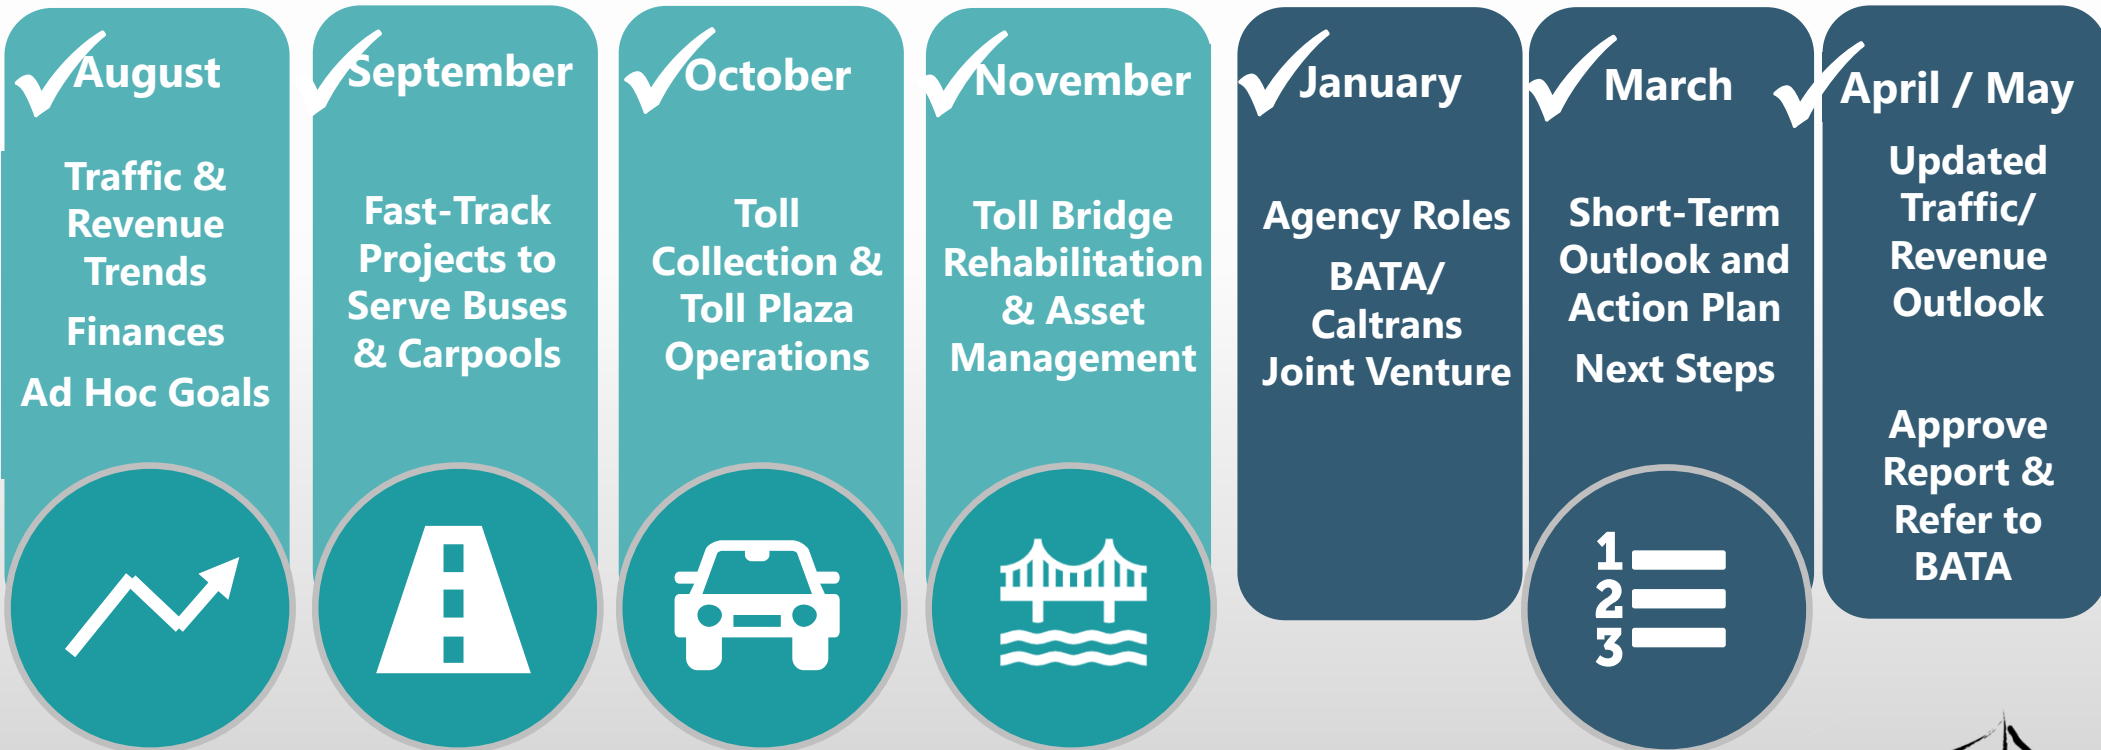 August
Traffic &
Revenue
Trends
Finances
Ad Hoc Goals
September
Fast-Track
Projects to
Serve Buses
& Carpools
October
Toll
Collection &
Toll Plaza
Operations
November
Toll Bridge
Rehabilitation
& Asset
Management
January
Agency Roles
BATA/
Caltrans
Joint Venture
March
Short-Term
Outlook and
Action Plan
Next Steps
1
2
3
April / May
Updated
Traffic/
Revenue
Outlook
Approve
Report &
Refer to
BATA